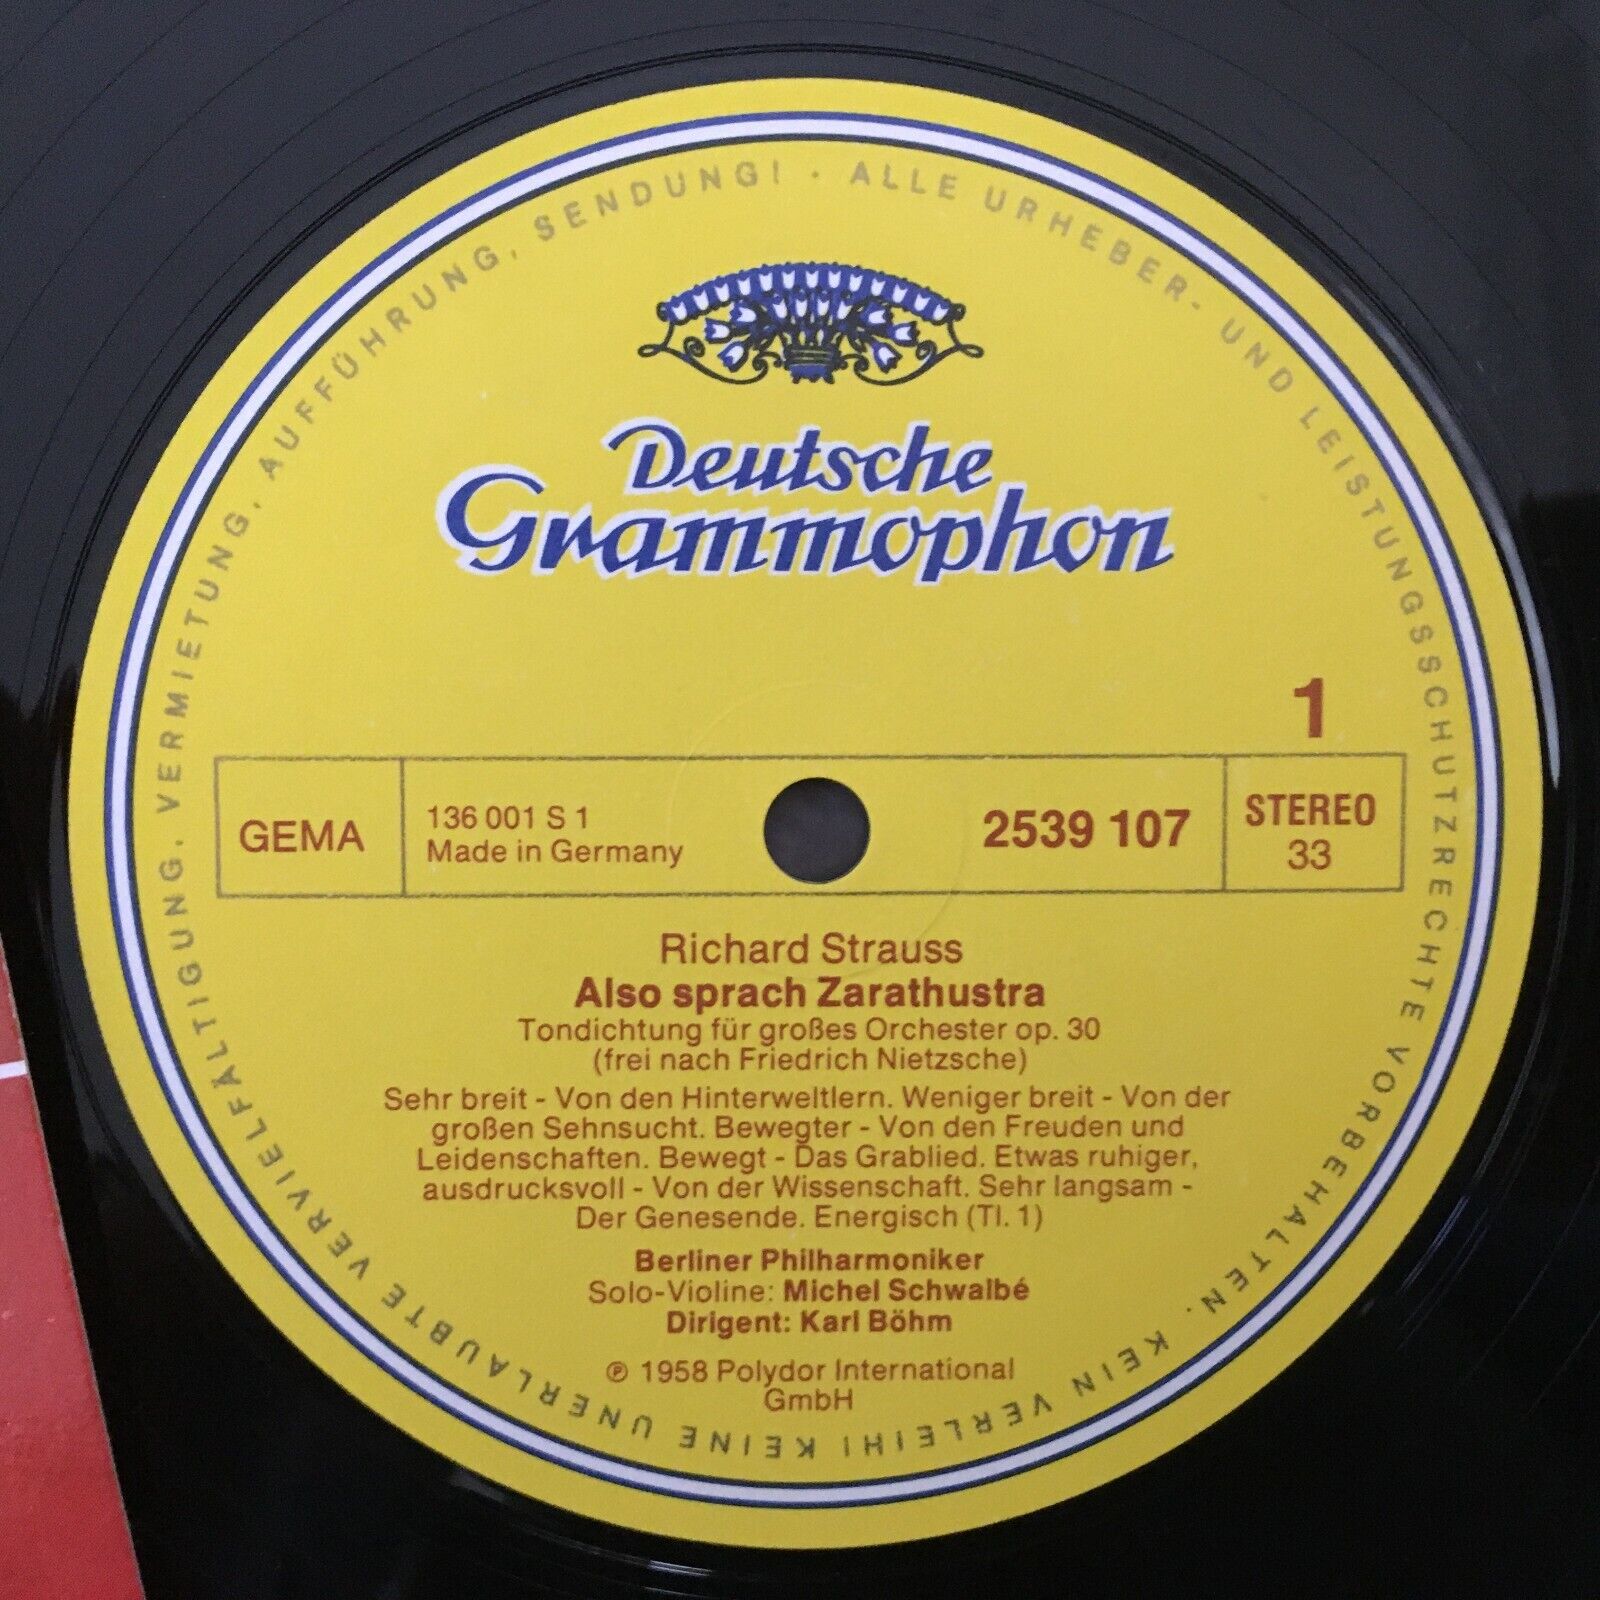 ALLE URHEBER- UND LEISTUNGSSCHUTZRECHTE VORBEHALTEN. KEIN VERLEIH! KEINE UNERLAUBTE VERVIELFÄLTIGUNG, VERMIETUNG, AUFFÜHRUNG, SENDUNG! ·
Deutsche
Grammophon
1
GEMA
136 001 S 1
Made in Germany
2539 107
STEREO
33
Richard Strauss
Also sprach Zarathustra
Tondichtung für großes Orchester op. 30
(frei nach Friedrich Nietzsche)
Sehr breit - Von den Hinterweltlern. Weniger breit - Von der
großen Sehnsucht. Bewegter - Von den Freuden und
Leidenschaften. Bewegt - Das Grablied. Etwas ruhiger,
ausdrucksvoll - Von der Wissenschaft. Sehr langsam -
Der Genesende. Energisch (Tl. 1)
Berliner Philharmoniker
Solo-Violine: Michel Schwalbé
Dirigent: Karl Böhm
℗ 1958 Polydor International
GmbH